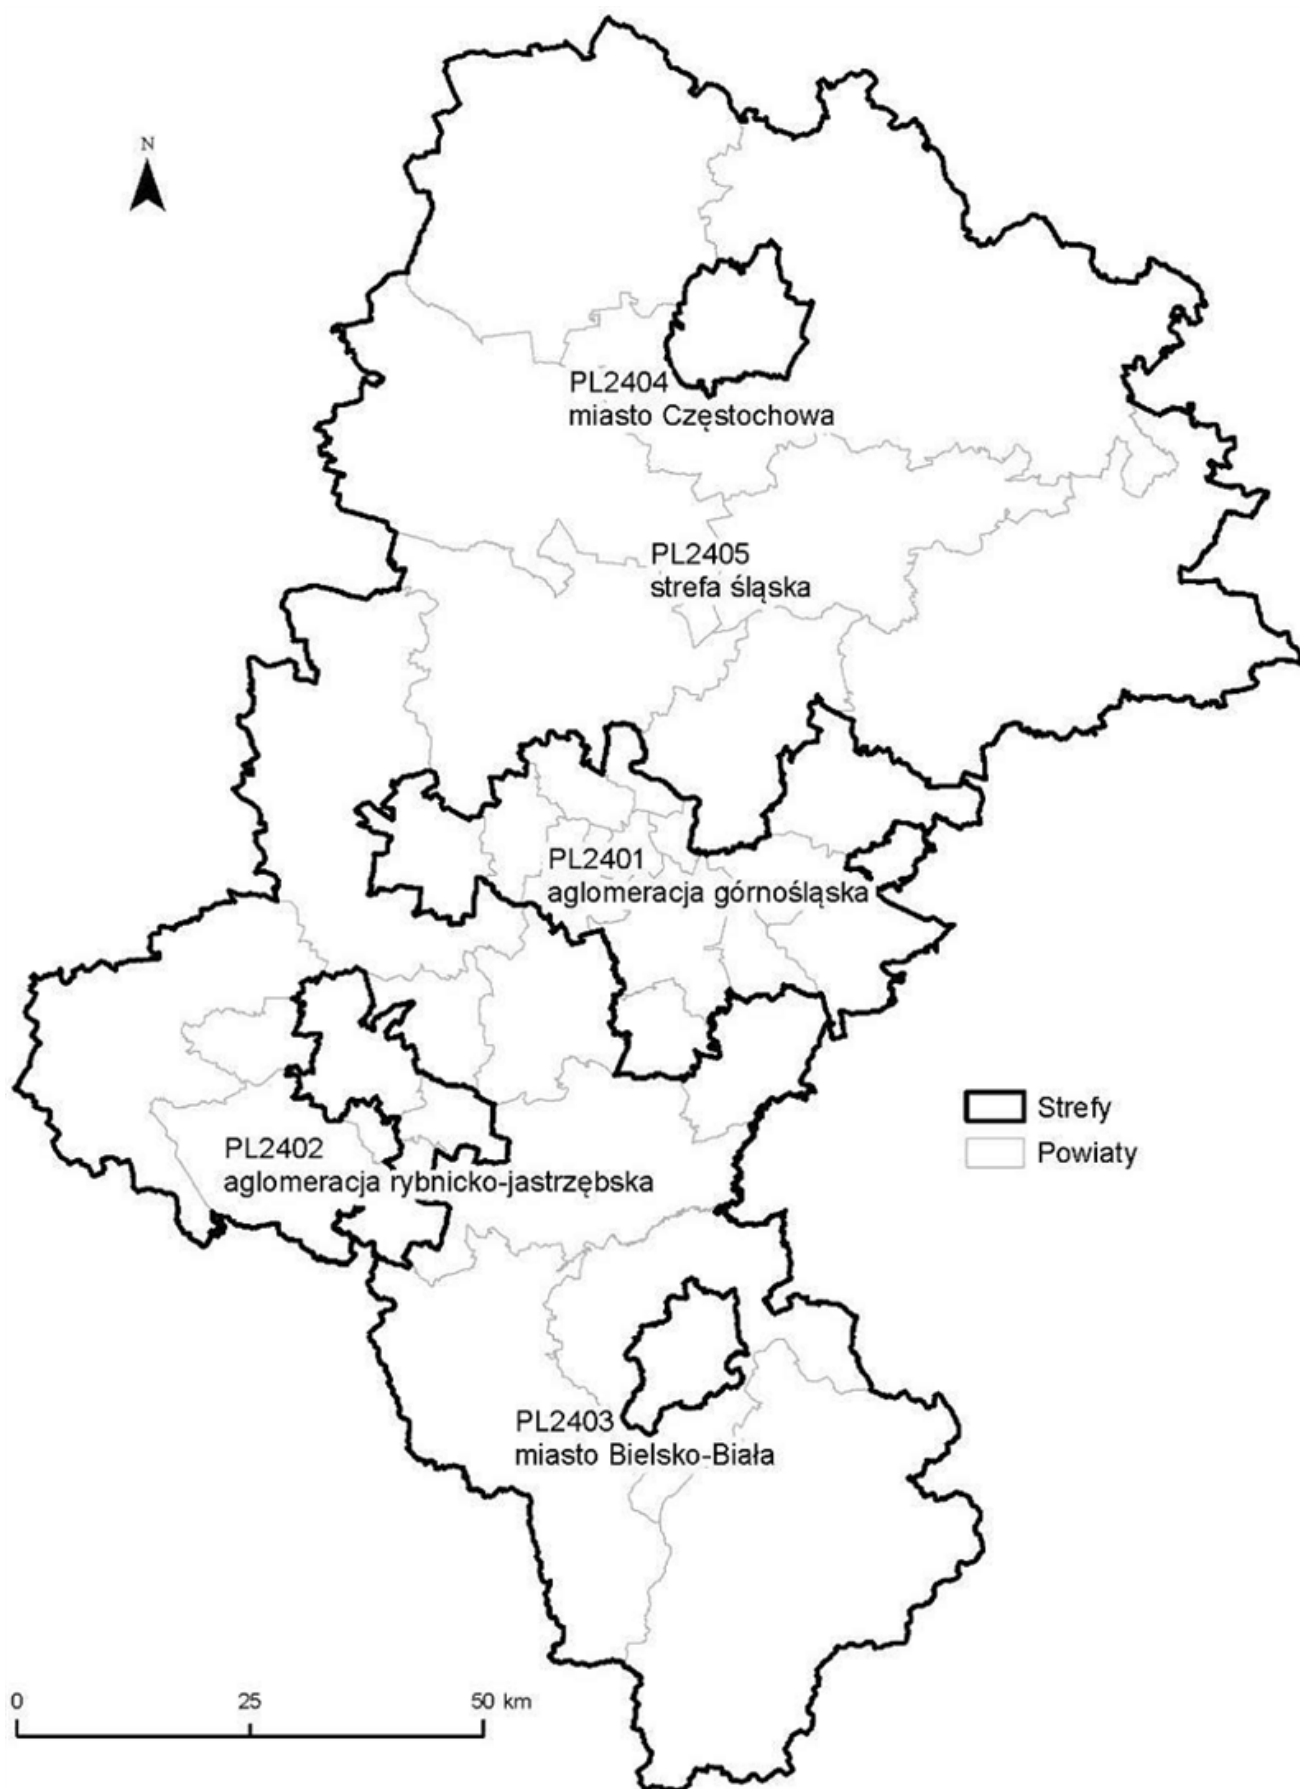 N
PL2404
miasto Częstochowa
PL2405
strefa śląska
PL2401
aglomeracja górnośląska
Strefy
Powiaty
PL2402
aglomeracja rybnicko-jastrzębska
PL2403
miasto Bielsko-Biała
0 25 50 km